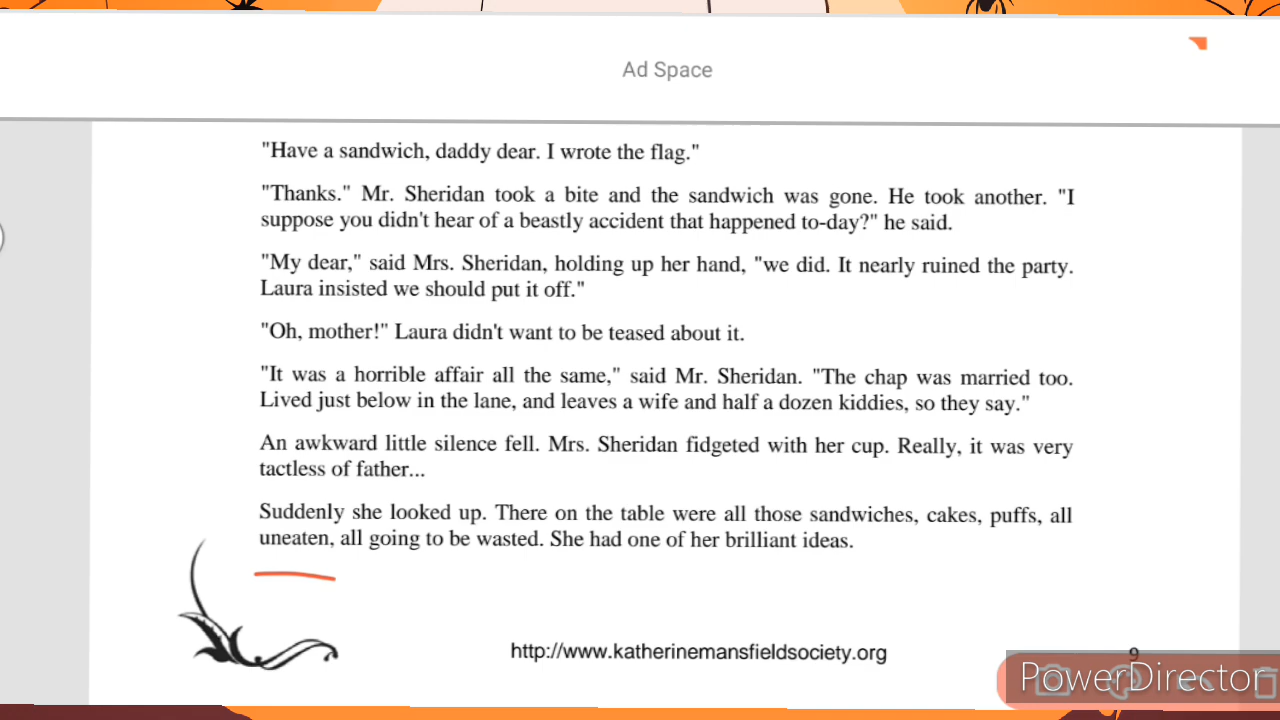 Ad Space
"Have a sandwich, daddy dear. I wrote the flag."
"Thanks." Mr. Sheridan took a bite and the sandwich was gone. He took another. "I
suppose you didn't hear of a beastly accident that happened to-day?" he said.
"My dear," said Mrs. Sheridan, holding up her hand, "we did. It nearly ruined the party.
Laura insisted we should put it off."
"Oh, mother!" Laura didn't want to be teased about it.
"It was a horrible affair all the same," said Mr. Sheridan. "The chap was married too.
Lived just below in the lane, and leaves a wife and half a dozen kiddies, so they say."
An awkward little silence fell. Mrs. Sheridan fidgeted with her cup. Really, it was very
tactless of father...
Suddenly she looked up. There on the table were all those sandwiches, cakes, puffs, all
uneaten, all going to be wasted. She had one of her brilliant ideas.
http://www.katherinemansfieldsociety.org
9
PowerDirector